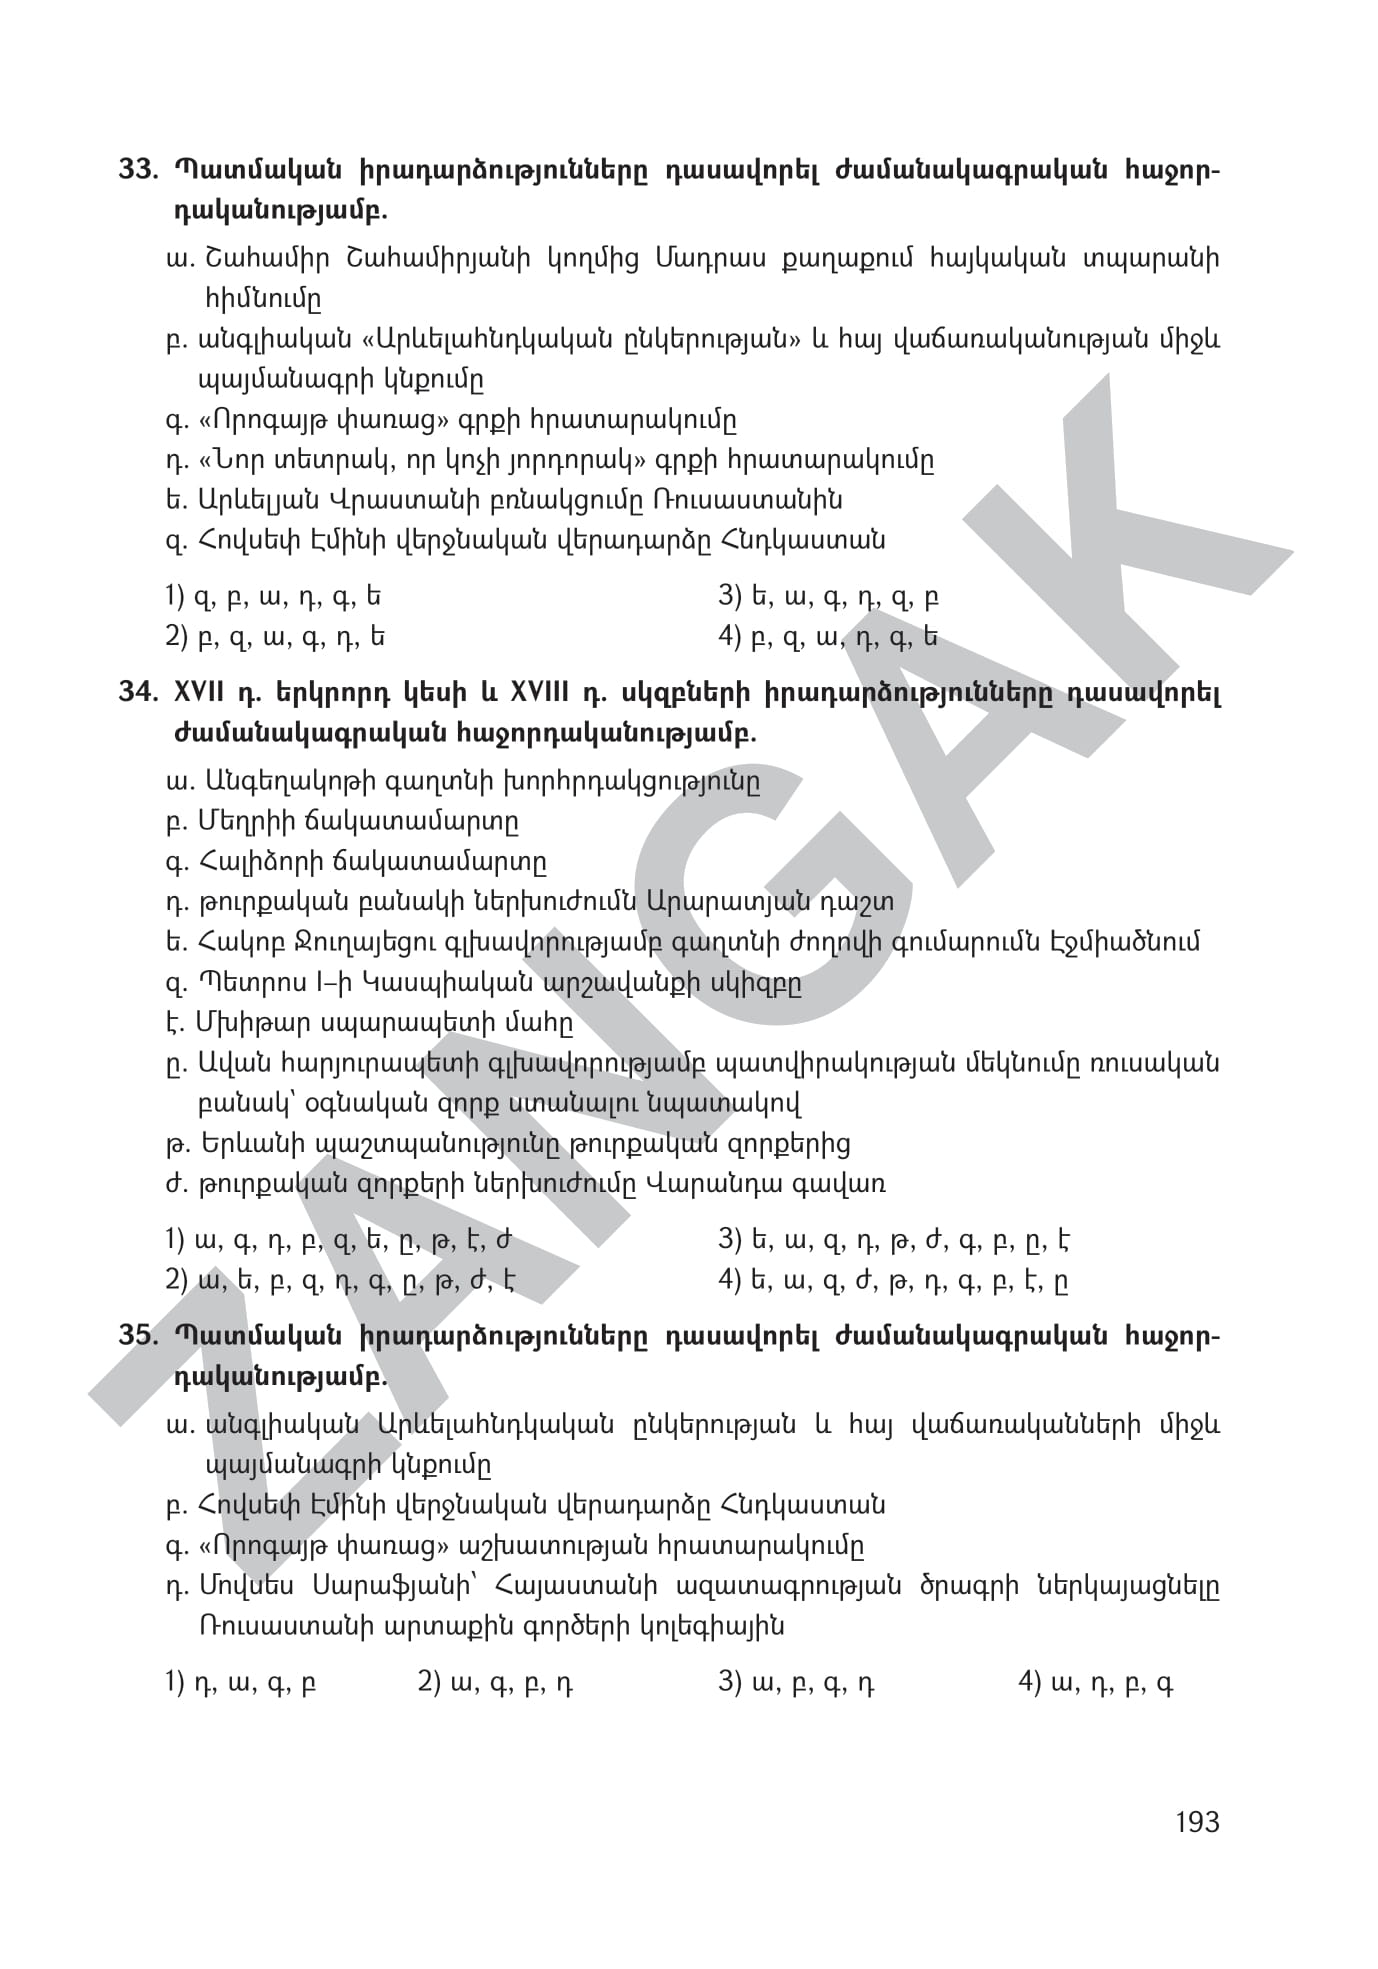 33. Պատմական իրադարձությունները դասավորել ժամանակագրական հաջոր-
դականությամբ.
ա. Շահամիր Շահամիրյանի կողմից Մադրաս քաղաքում հայկական տպարանի
հիմնումը
բ. անգլիական «Արևելահնդկական ընկերության» և հայ վաճառականության միջև
պայմանագրի կնքումը
գ. «Որոգայթ փառաց» գրքի հրատարակումը
դ. «Նոր տետրակ, որ կոչի յորդորակ» գրքի հրատարակումը
ե. Արևելյան Վրաստանի բռնակցումը Ռուսաստանին
զ. Հովսեփ Էմինի վերջնական վերադարձը Հնդկաստան
1) զ, բ, ա, դ, գ, ե 3) ե, ա, գ, դ, զ, բ
2) բ, զ, ա, գ, դ, ե 4) բ, զ, ա, դ, գ, ե
34. XVII դ. երկրորդ կեսի և XVIII դ. սկզբների իրադարձությունները դասավորել
ժամանակագրական հաջորդականությամբ.
ա. Անգեղակոթի գաղտնի խորհրդակցությունը
բ. Մեղրիի ճակատամարտը
գ. Հալիձորի ճակատամարտը
դ. թուրքական բանակի ներխուժումն Արարատյան դաշտ
ե. Հակոբ Ջուղայեցու գլխավորությամբ գաղտնի ժողովի գումարումն Էջմիածնում
զ. Պետրոս I–ի Կասպիական արշավանքի սկիզբը
է. Մխիթար սպարապետի մահը
ը. Ավան հարյուրապետի գլխավորությամբ պատվիրակության մեկնումը ռուսական
բանակ՝ օգնական զորք ստանալու նպատակով
թ. Երևանի պաշտպանությունը թուրքական զորքերից
ժ. թուրքական զորքերի ներխուժումը Վարանդա գավառ
1) ա, գ, դ, բ, զ, ե, ը, թ, է, ժ 3) ե, ա, զ, դ, թ, ժ, գ, բ, ը, է
2) ա, ե, բ, զ, դ, գ, ը, թ, ժ, է 4) ե, ա, զ, ժ, թ, դ, գ, բ, է, ը
35. Պատմական իրադարձությունները դասավորել ժամանակագրական հաջոր-
դականությամբ.
ա. անգլիական Արևելահնդկական ընկերության և հայ վաճառականների միջև
պայմանագրի կնքումը
բ. Հովսեփ Էմինի վերջնական վերադարձը Հնդկաստան
գ. «Որոգայթ փառաց» աշխատության հրատարակումը
դ. Մովսես Սարաֆյանի՝ Հայաստանի ազատագրության ծրագրի ներկայացնելը
Ռուսաստանի արտաքին գործերի կոլեգիային
1) դ, ա, գ, բ 2) ա, գ, բ, դ 3) ա, բ, գ, դ 4) ա, դ, բ, գ
193
ZANGAK